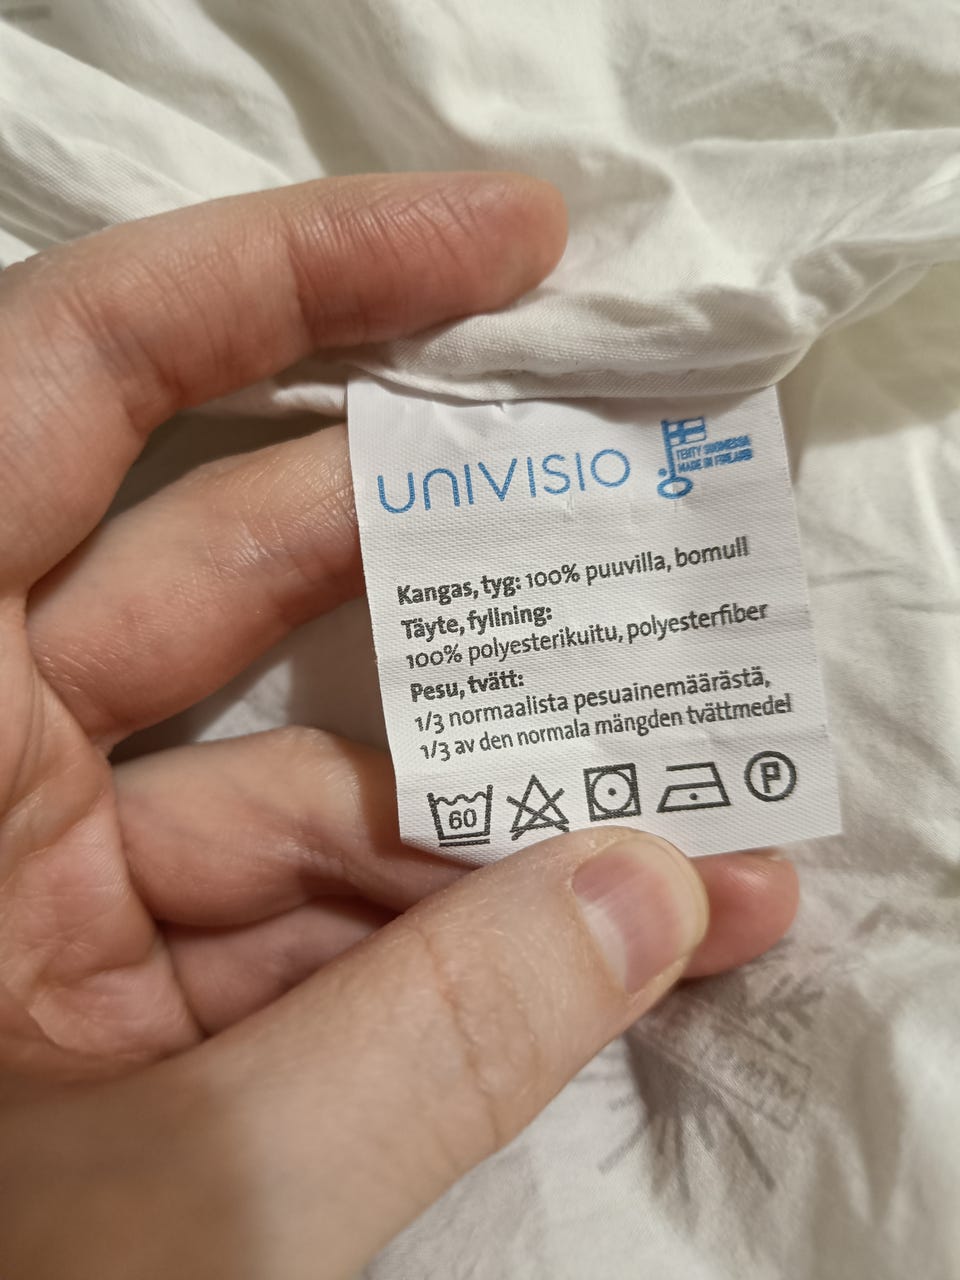 UNIVISIO
TEHTY SUOMESSA
MADE IN FINLAND
Kangas, tyg: 100% puuvilla, bomull
Täyte, fyllning:
100% polyesterikuitu, polyesterfiber
Pesu, tvätt:
1/3 normaalista pesuainemäärästä,
1/3 av den normala mängden tvättmedel
60 P